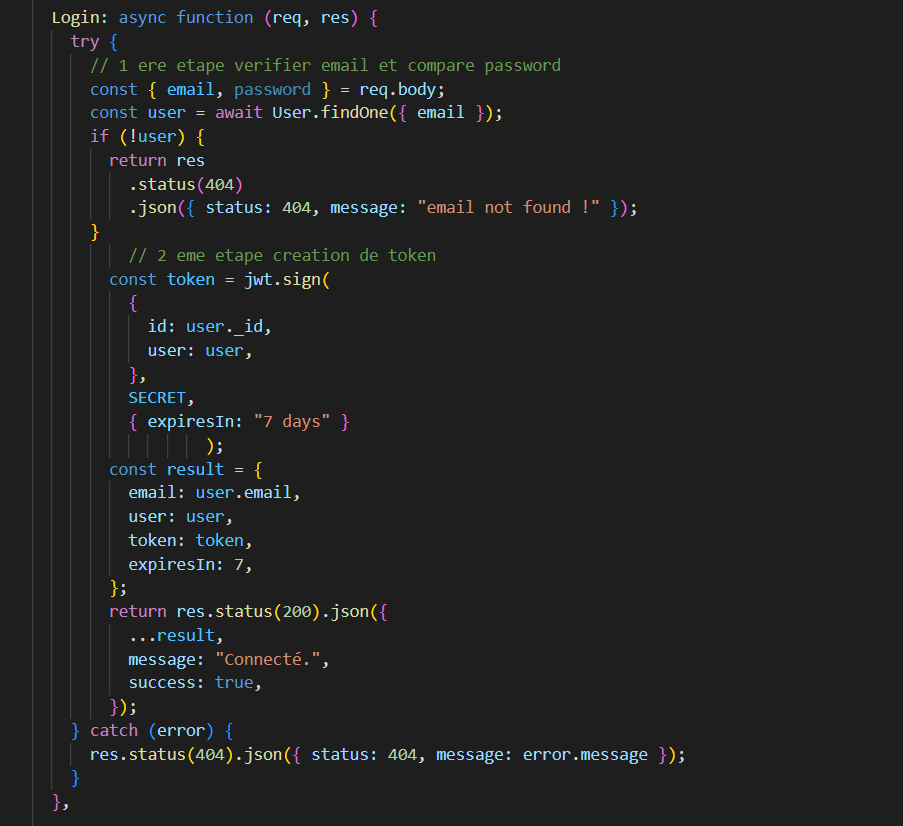 Login: async function (req, res) {
try {
// 1 ere etape verifier email et compare password
const { email, password } = req.body;
const user = await User.findOne({ email });
if (!user) {
return res
.status(404)
.json({ status: 404, message: "email not found !" });
}
// 2 eme etape creation de token
const token = jwt.sign(
{
id: user._id,
user: user,
},
SECRET,
{ expiresIn: "7 days" }
);
const result = {
email: user.email,
user: user,
token: token,
expiresIn: 7,
};
return res.status(200).json({
...result,
message: "Connecté.",
success: true,
});
} catch (error) {
res.status(404).json({ status: 404, message: error.message });
}
},